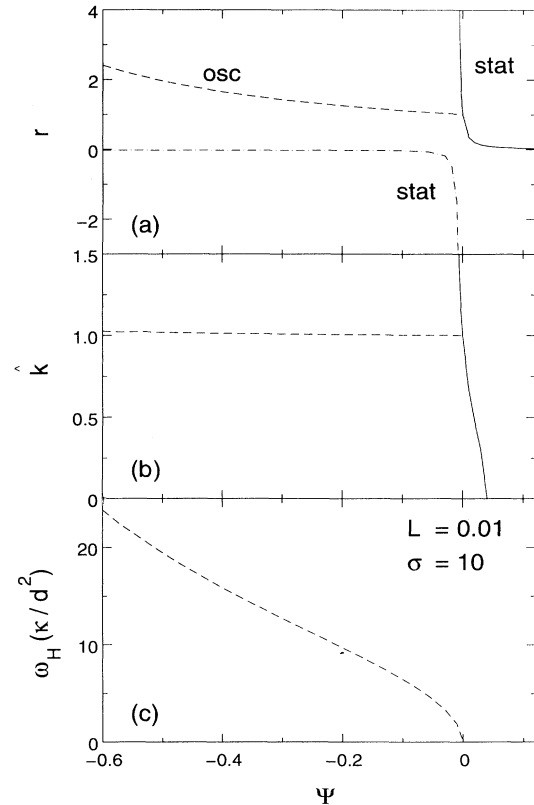 4
osc
stat
2
r
0
stat
-2
(a)
1.5
1.0
k̂
0.5
(b)
0
L = 0.01
σ = 10
20
ω_H (κ / d²)
10
(c)
0
-0.6
-0.4
-0.2
0
Ψ